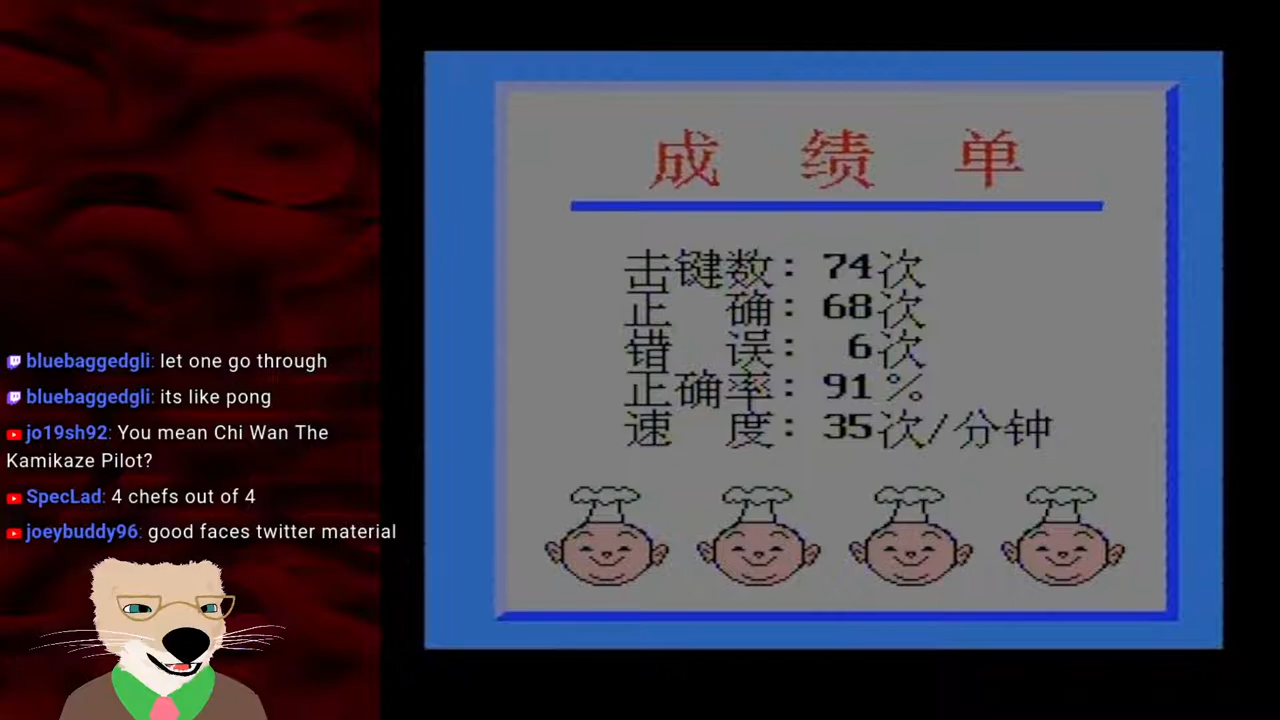 bluebaggedgli: let one go through
bluebaggedgli: its like pong
jo19sh92: You mean Chi Wan The
Kamikaze Pilot?
SpecLad: 4 chefs out of 4
joeybuddy96: good faces twitter material
成 绩 单
击键数: 74次
正 确: 68次
错 误: 6次
正确率: 91%
速 度: 35次/分钟